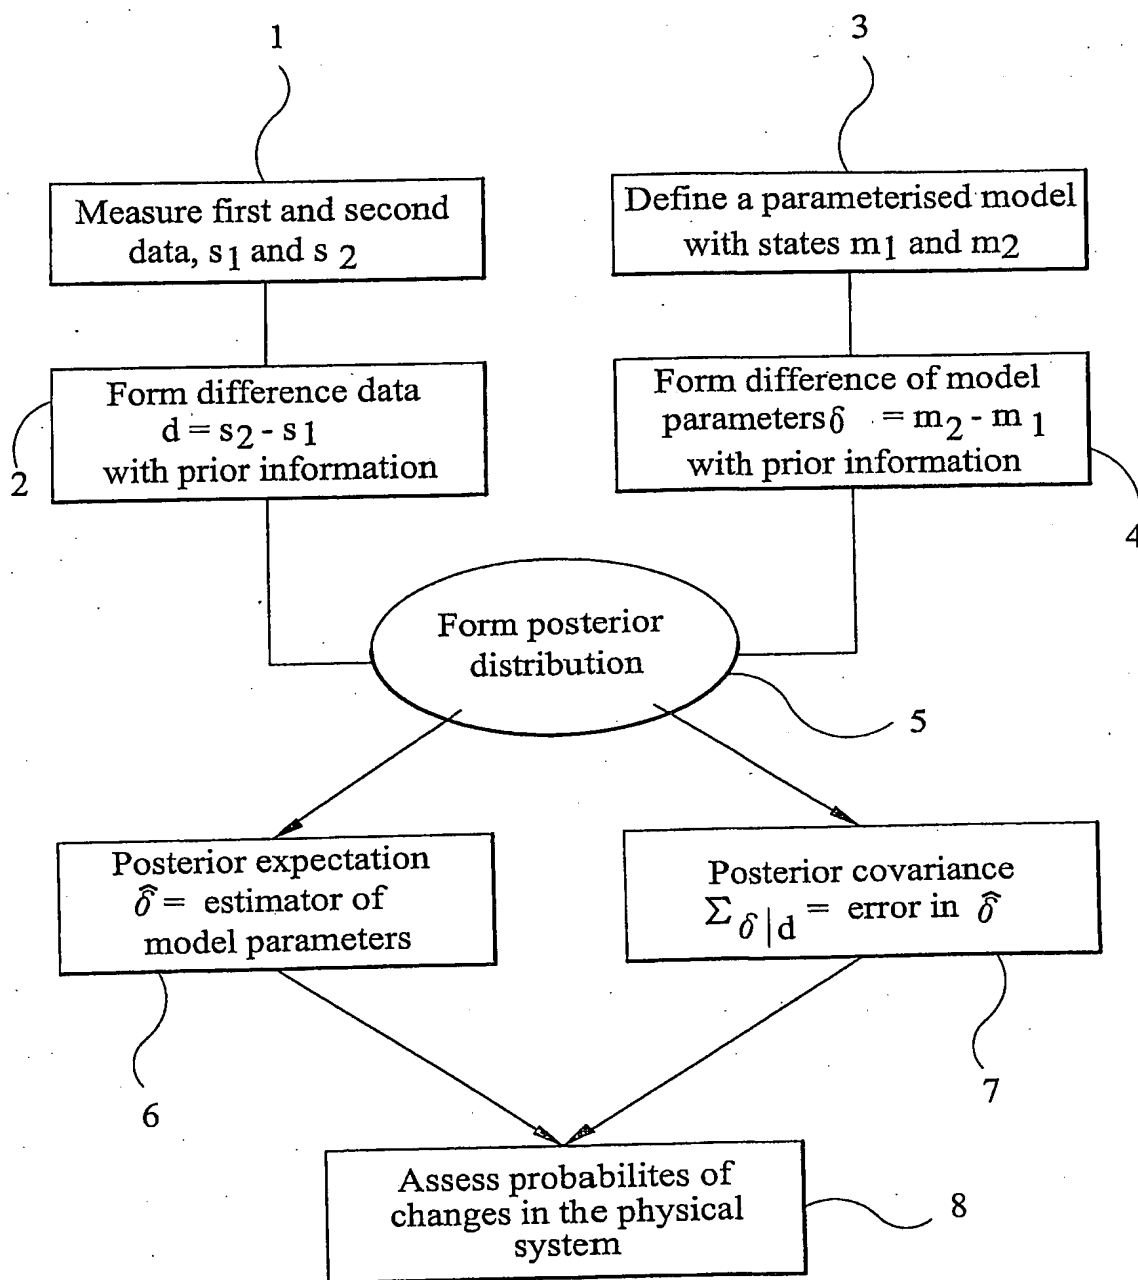 1
3
Measure first and second
data, s1 and s 2
Define a parameterised model
with states m1 and m2
Form difference data
d = s2 - s1
with prior information
2
Form difference of model
parameters δ = m2 - m 1
with prior information
4
Form posterior
distribution
5
Posterior expectation
δ̂ = estimator of
model parameters
6
Posterior covariance
Σ δ|d = error in δ̂
7
Assess probabilites of
changes in the physical
system
8